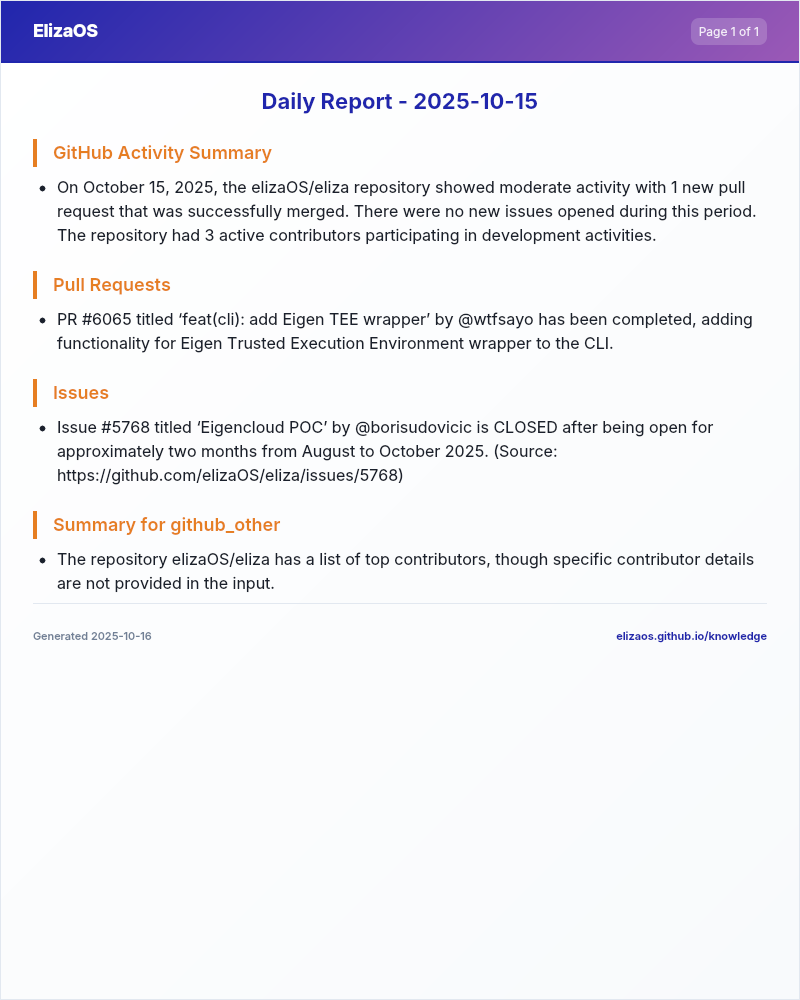 ElizaOS
Page 1 of 1
Daily Report - 2025-10-15
GitHub Activity Summary
• On October 15, 2025, the elizaOS/eliza repository showed moderate activity with 1 new pull
request that was successfully merged. There were no new issues opened during this period.
The repository had 3 active contributors participating in development activities.
Pull Requests
• PR #6065 titled ‘feat(cli): add Eigen TEE wrapper’ by @wtfsayo has been completed, adding
functionality for Eigen Trusted Execution Environment wrapper to the CLI.
Issues
• Issue #5768 titled ‘Eigencloud POC’ by @borisudovicic is CLOSED after being open for
approximately two months from August to October 2025. (Source:
https://github.com/elizaOS/eliza/issues/5768)
Summary for github_other
• The repository elizaOS/eliza has a list of top contributors, though specific contributor details
are not provided in the input.
Generated 2025-10-16
elizaos.github.io/knowledge